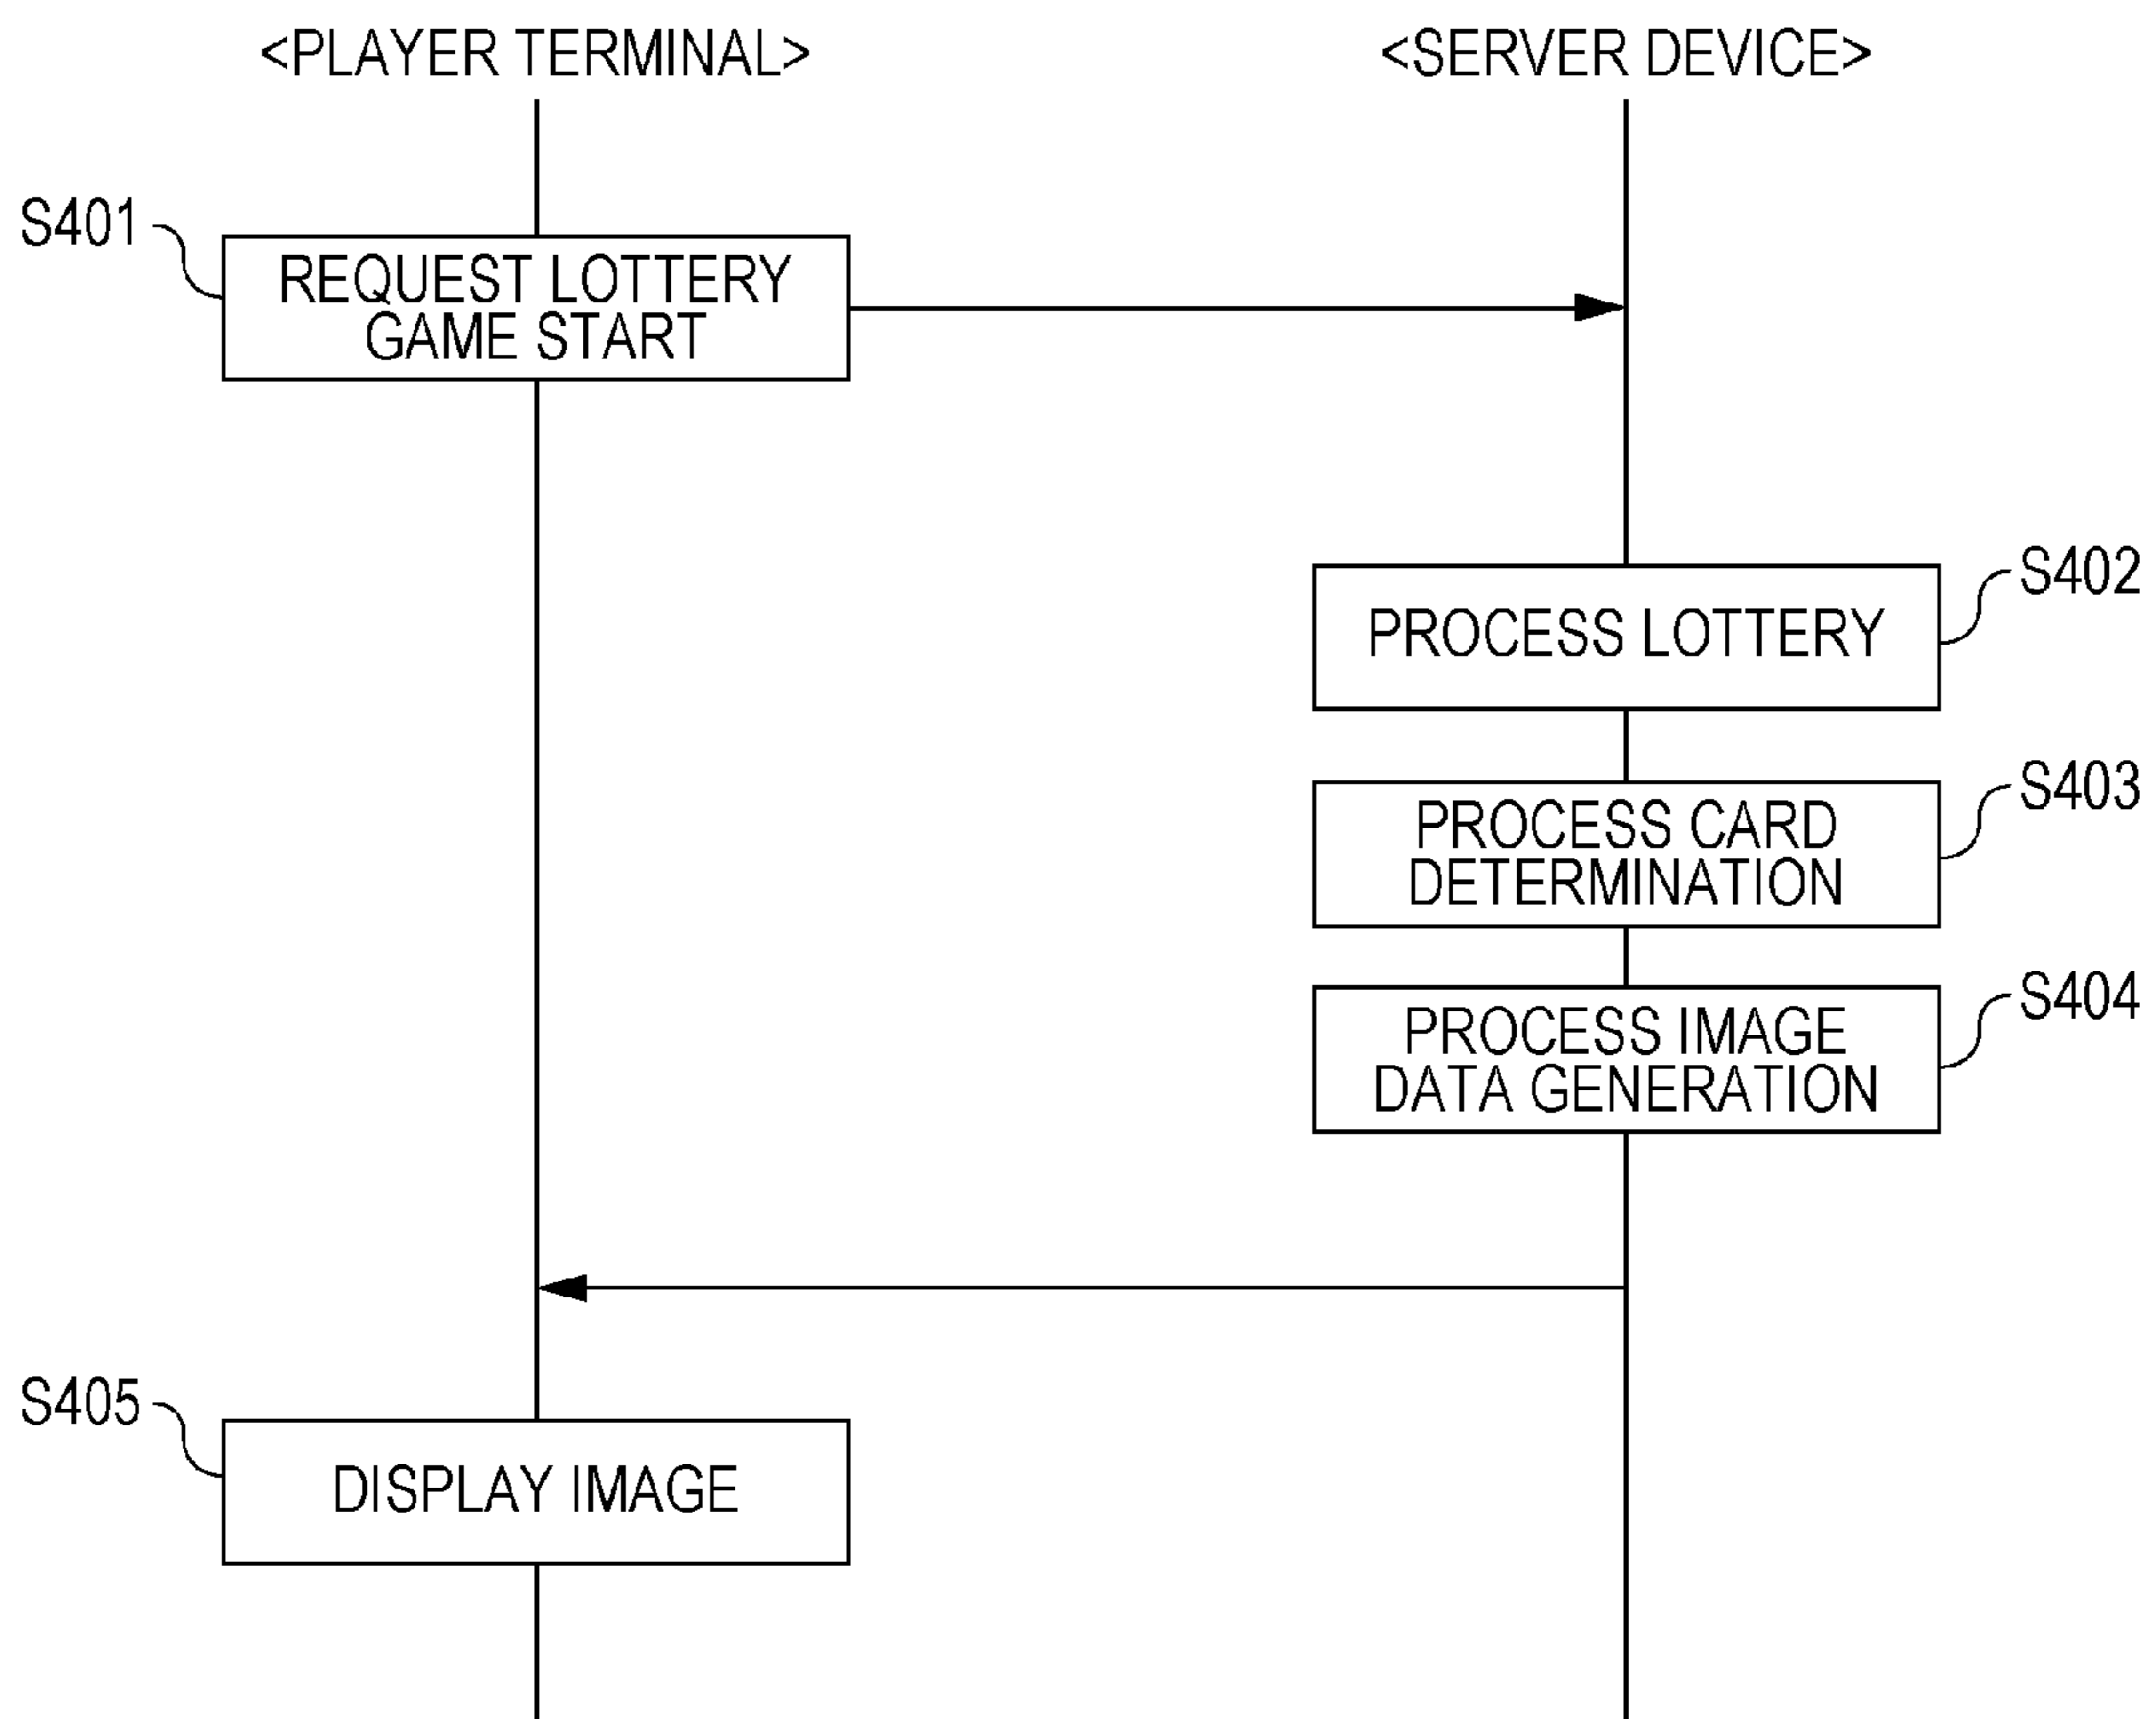 <PLAYER TERMINAL>
<SERVER DEVICE>
S401
REQUEST LOTTERY
GAME START
S402
PROCESS LOTTERY
S403
PROCESS CARD
DETERMINATION
S404
PROCESS IMAGE
DATA GENERATION
S405
DISPLAY IMAGE